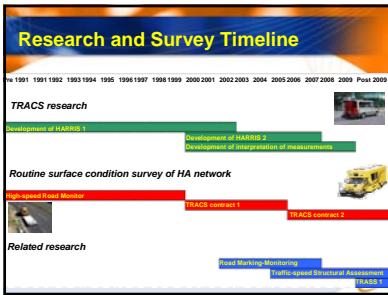 Research and Survey Timeline
Pre 1991 1991 1992 1993 1994 1995 1996 1997 1998 1999 2000 2001 2002 2003 2004 2005 2006 2007 2008 2009 Post 2009
TRACS research
Development of HARRIS 1
Development of HARRIS 2
Development of interpretation of measurements
Routine surface condition survey of HA network
High-speed Road Monitor
TRACS contract 1
TRACS contract 2
Related research
Road Marking-Monitoring
Traffic-speed Structural Assessment
TRASS 1